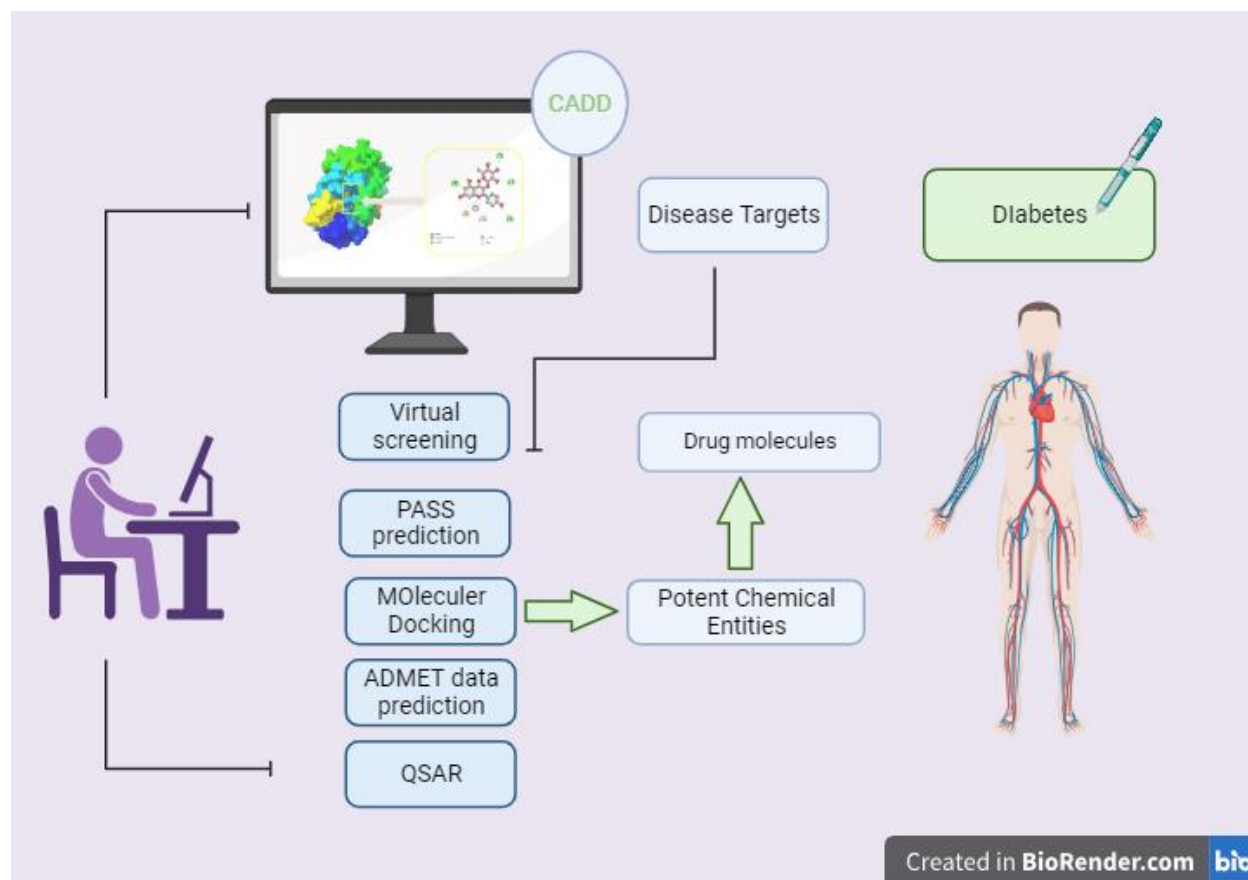 CADD
Disease Targets
DIabetes
Virtual
screening
Drug molecules
PASS
prediction
MOleculer
Docking
Potent Chemical
Entities
ADMET data
prediction
QSAR
Created in BioRender.com